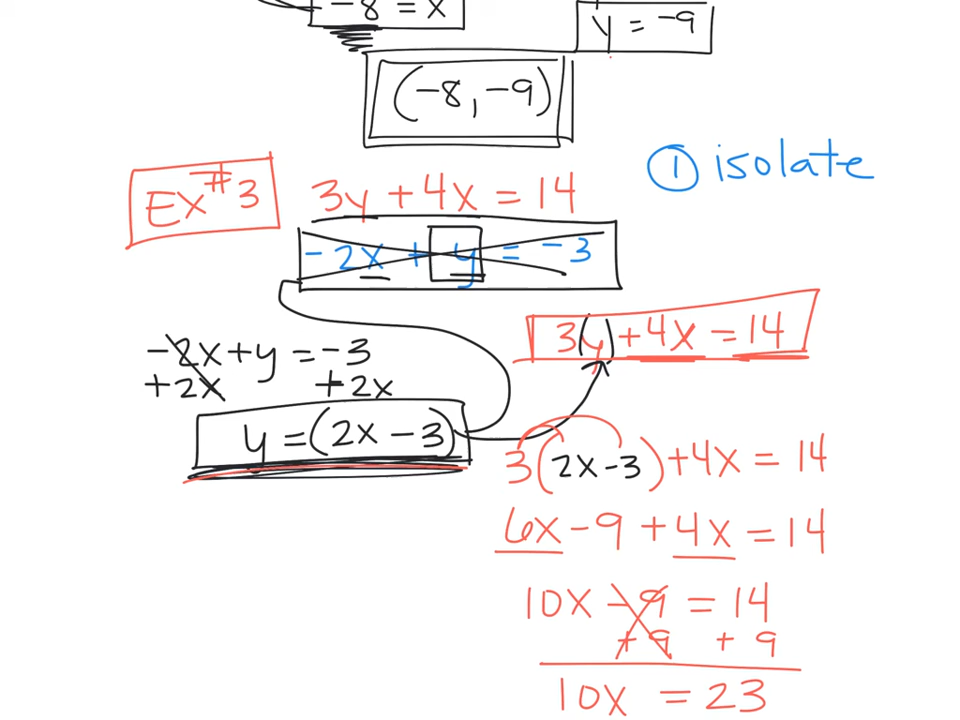 -8 = x
y = -9
(-8, -9)
① isolate
EX #3
3y + 4x = 14
-2x + y = -3
3(y) + 4x = 14
-2x + y = -3
+2x +2x
y = (2x - 3)
3(2x-3) + 4x = 14
6x - 9 + 4x = 14
10x - 9 = 14
+ 9 + 9
10x = 23